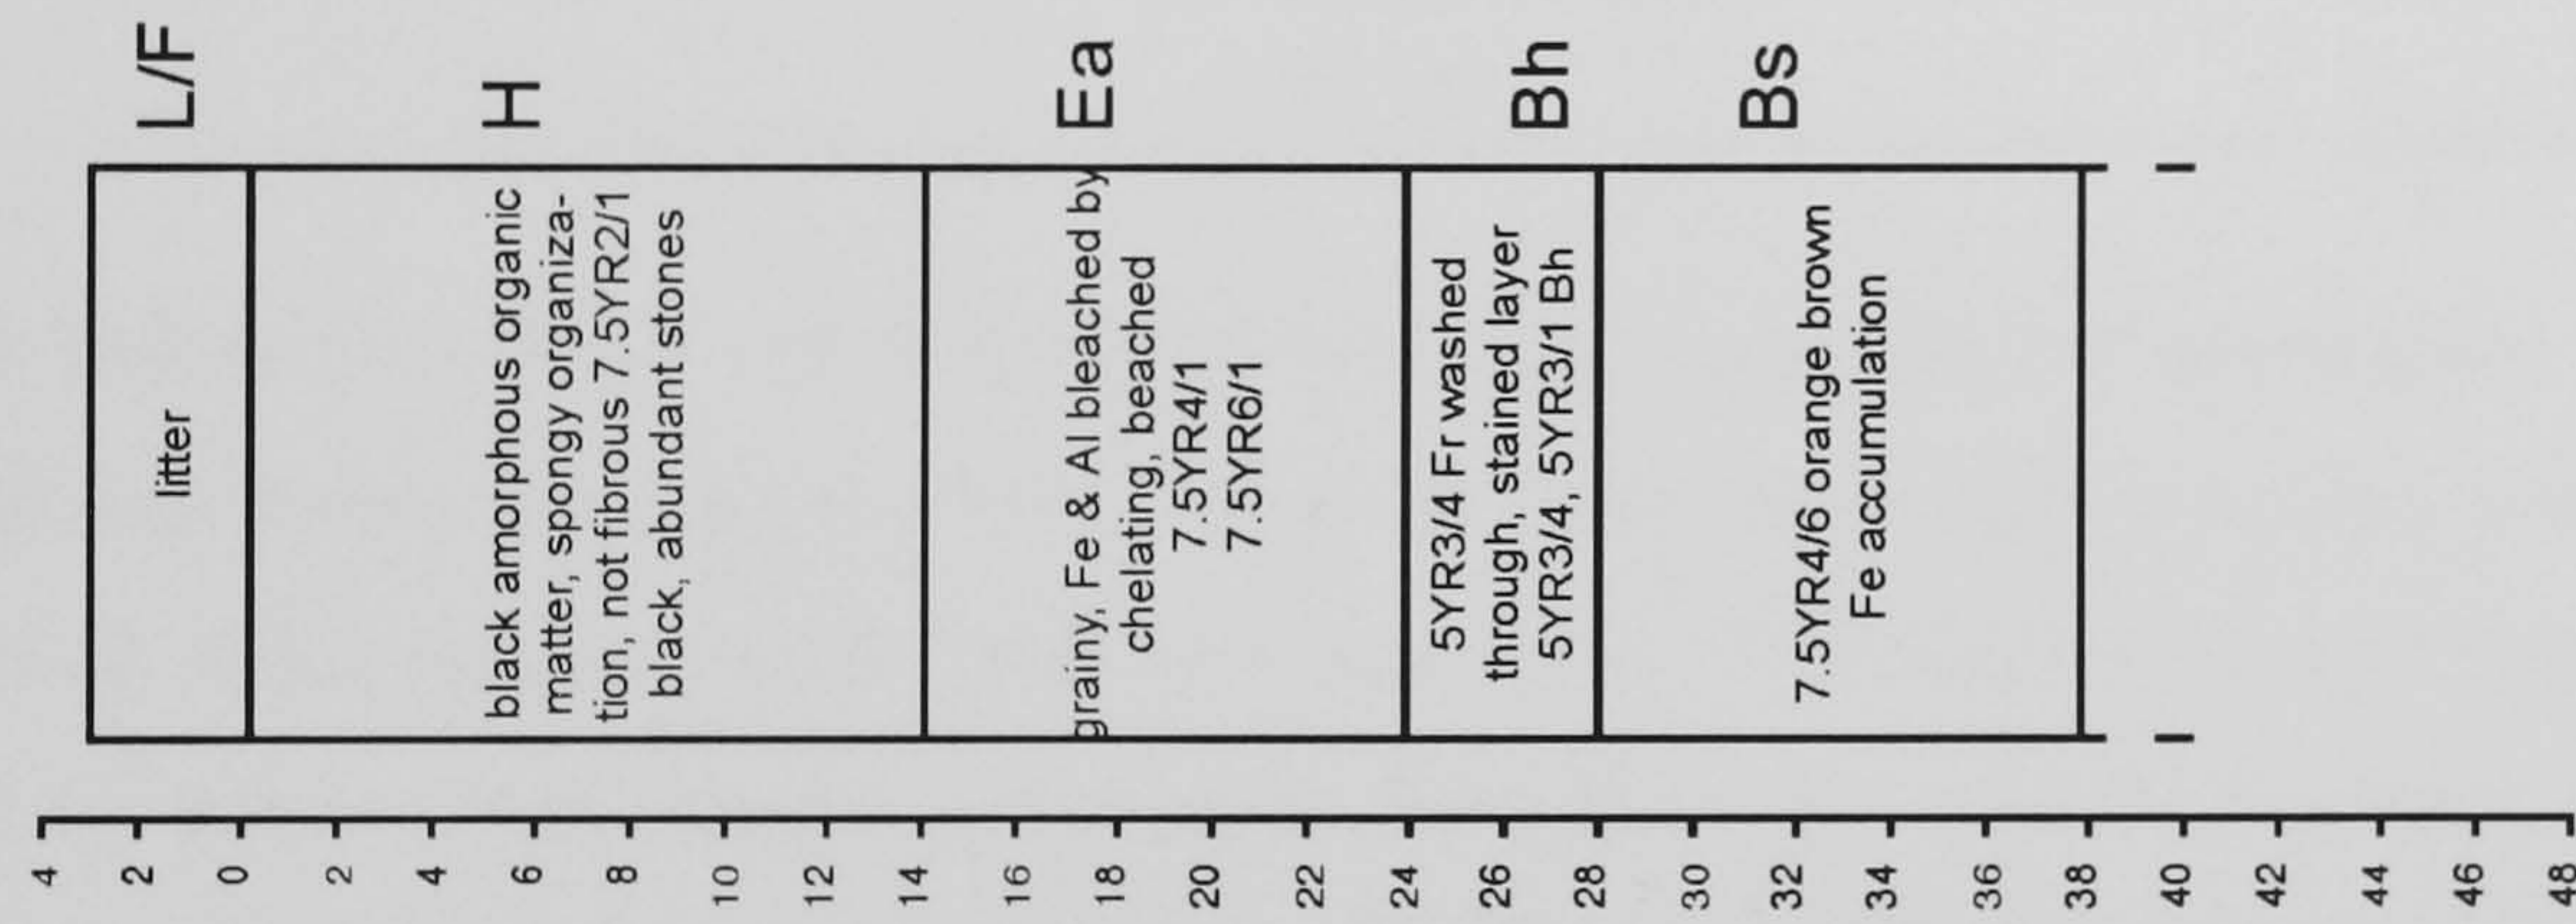 L/F
H
Ea
Bh
Bs
litter
black amorphous organic
matter, spongy organiza-
tion, not fibrous 7.5YR2/1
black, abundant stones
grainy, Fe & Al bleached by
chelating, beached
7.5YR4/1
7.5YR6/1
5YR3/4 Fr washed
through, stained layer
5YR3/4, 5YR3/1 Bh
7.5YR4/6 orange brown
Fe accumulation
4
2
0
2
4
6
8
10
12
14
16
18
20
22
24
26
28
30
32
34
36
38
40
42
44
46
48